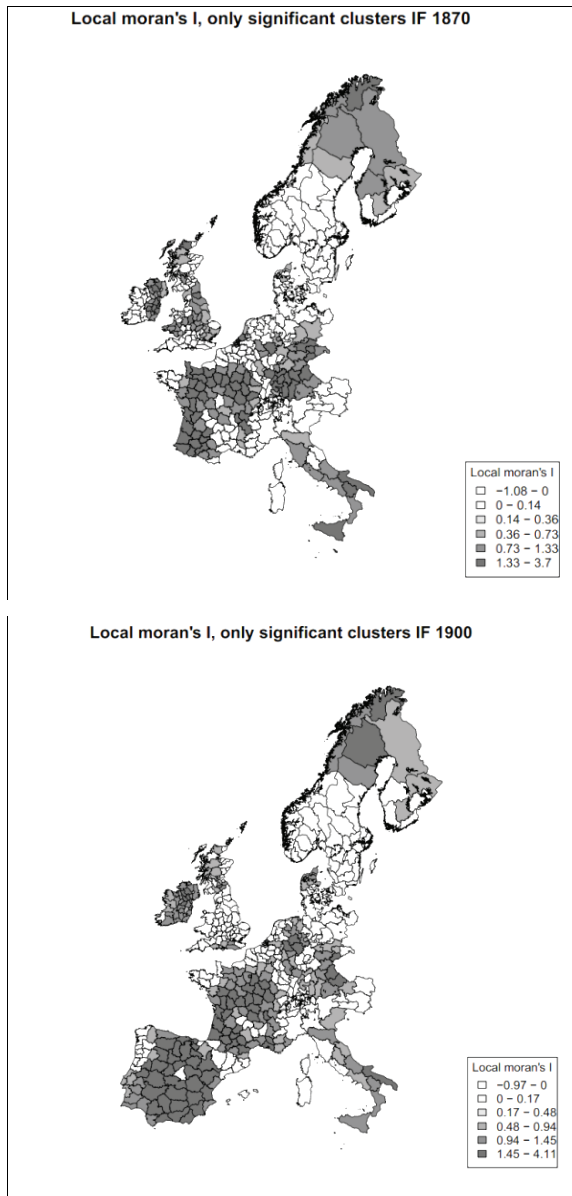 Local moran's I, only significant clusters IF 1870
Local moran's I
−1.08 − 0
0 − 0.14
0.14 − 0.36
0.36 − 0.73
0.73 − 1.33
1.33 − 3.7
Local moran's I, only significant clusters IF 1900
Local moran's I
−0.97 − 0
0 − 0.17
0.17 − 0.48
0.48 − 0.94
0.94 − 1.45
1.45 − 4.11